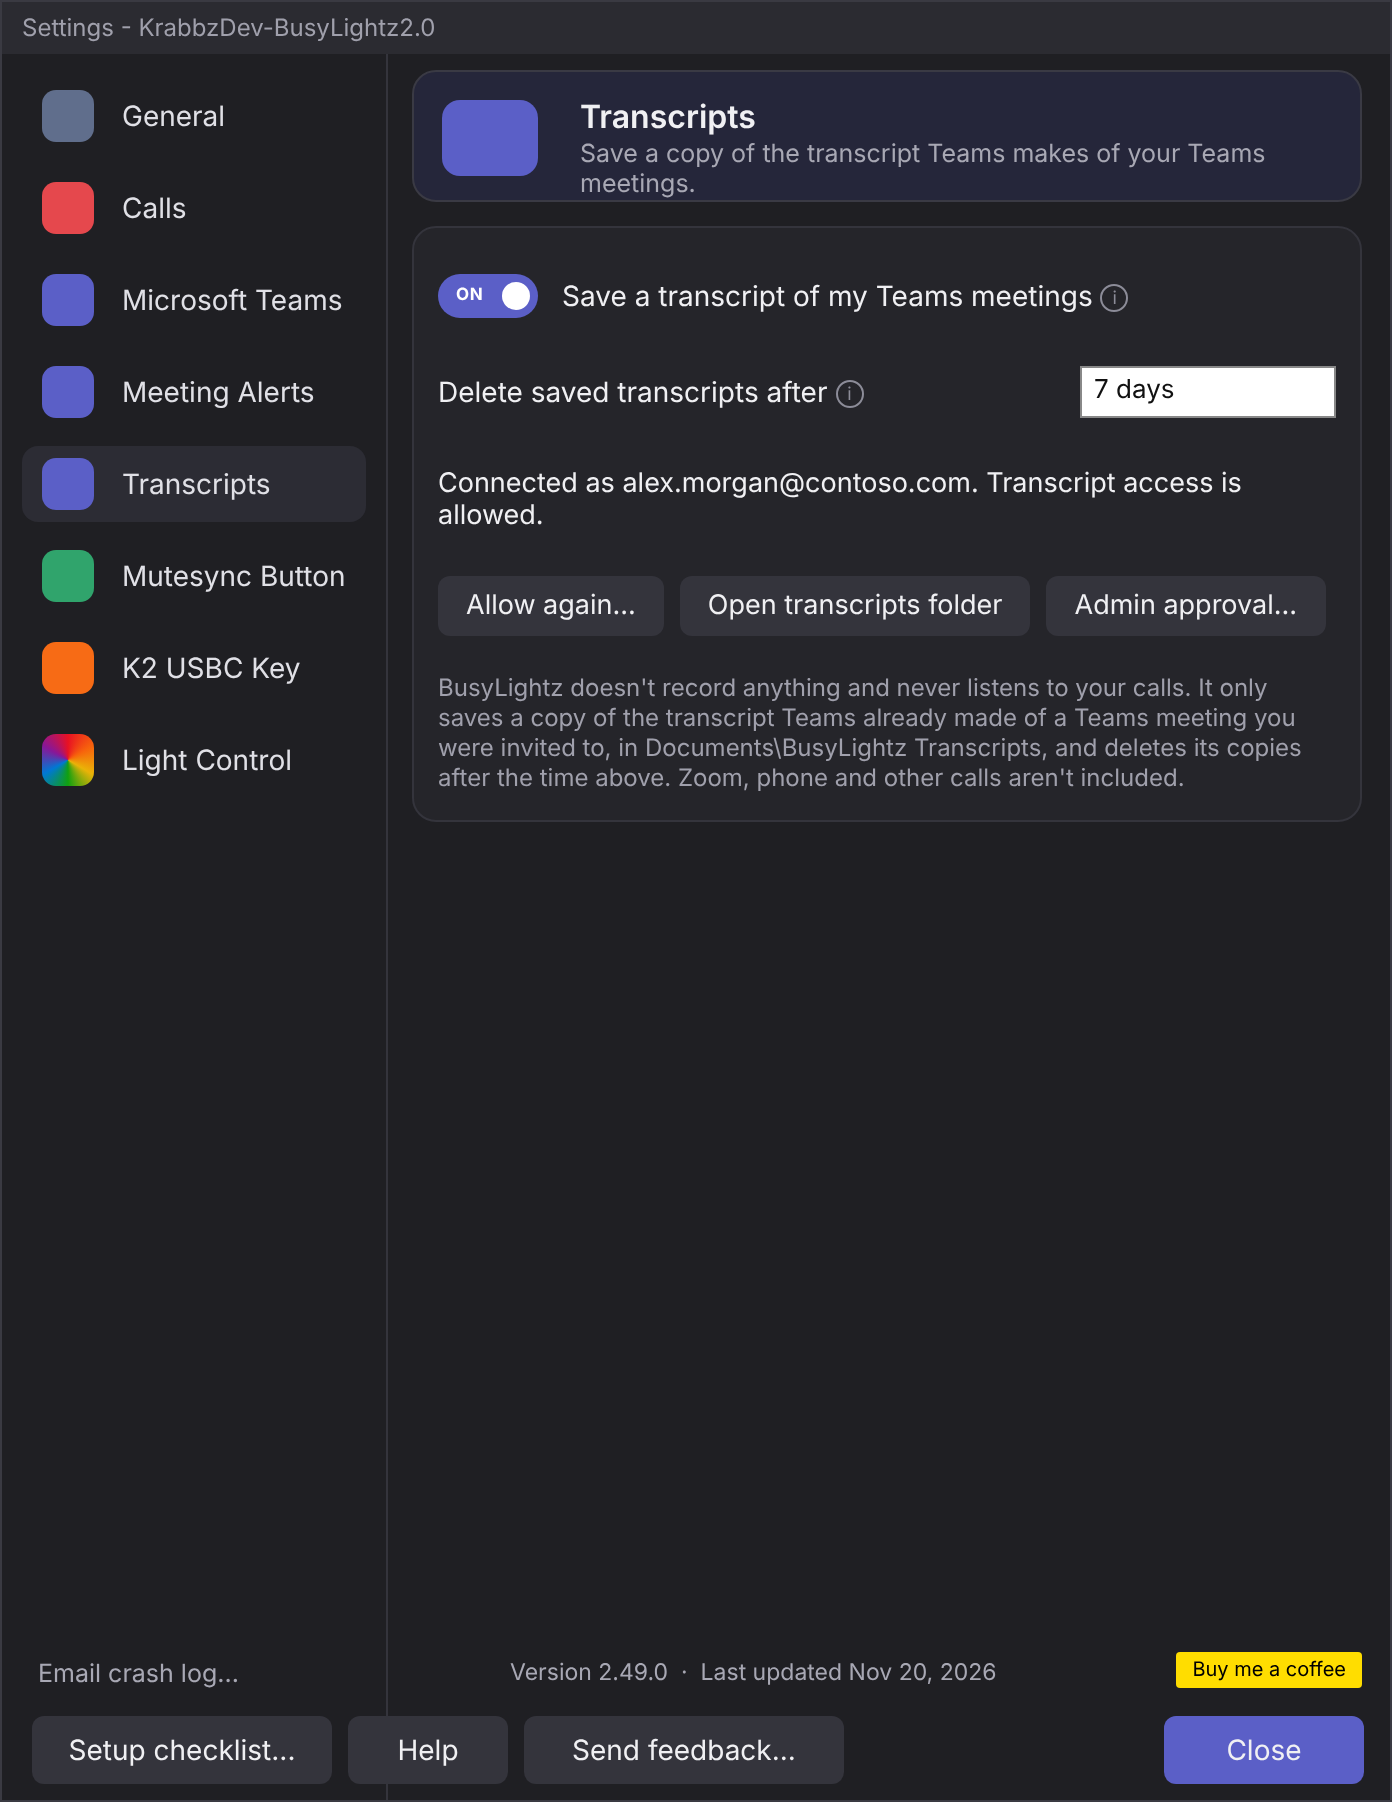 Settings - KrabbzDev-BusyLightz2.0
General
Calls
Microsoft Teams
Meeting Alerts
Transcripts
Mutesync Button
K2 USBC Key
Light Control
Transcripts
Save a copy of the transcript Teams makes of your Teams
meetings.
ON
Save a transcript of my Teams meetings i
Delete saved transcripts after i
7 days
Connected as alex.morgan@contoso.com. Transcript access is
allowed.
Allow again...
Open transcripts folder
Admin approval...
BusyLightz doesn't record anything and never listens to your calls. It only
saves a copy of the transcript Teams already made of a Teams meeting you
were invited to, in Documents\BusyLightz Transcripts, and deletes its copies
after the time above. Zoom, phone and other calls aren't included.
Email crash log...
Version 2.49.0 · Last updated Nov 20, 2026
Buy me a coffee
Setup checklist...
Help
Send feedback...
Close